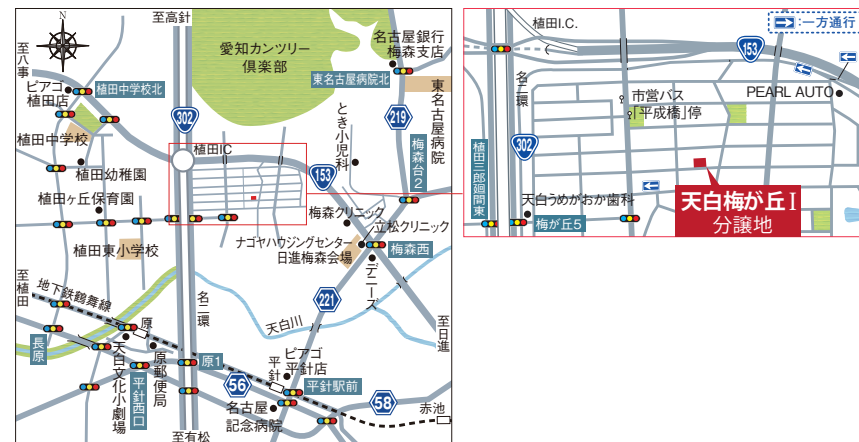 N
至高針
愛知カンツリー
倶楽部
名古屋銀行
梅森支店
東名古屋病院北
東名古屋病院
至八事
ピアゴ
植田店
植田中学校北
植田中学校
植田幼稚園
植田ヶ丘保育園
植田東小学校
302
植田IC
とき小児科
219
梅森台2
153
梅森クリニック
立松クリニック
ナゴヤハウジングセンター
日進梅森会場
梅森西
デニーズ
221
至植田
地下鉄鶴舞線
名二環
天白川
至日進
原
長原
天白文化小劇場
原郵便局
平針西口
原1
56
平針
ピアゴ
平針店
平針駅前
名古屋
記念病院
58
赤池
至有松
植田I.C.
:一方通行
153
名二環
市営バス
「平成橋」停
PEARL AUTO
302
植田三郎廻間東
天白うめがおか歯科
梅が丘5
天白梅が丘Ⅰ
分譲地